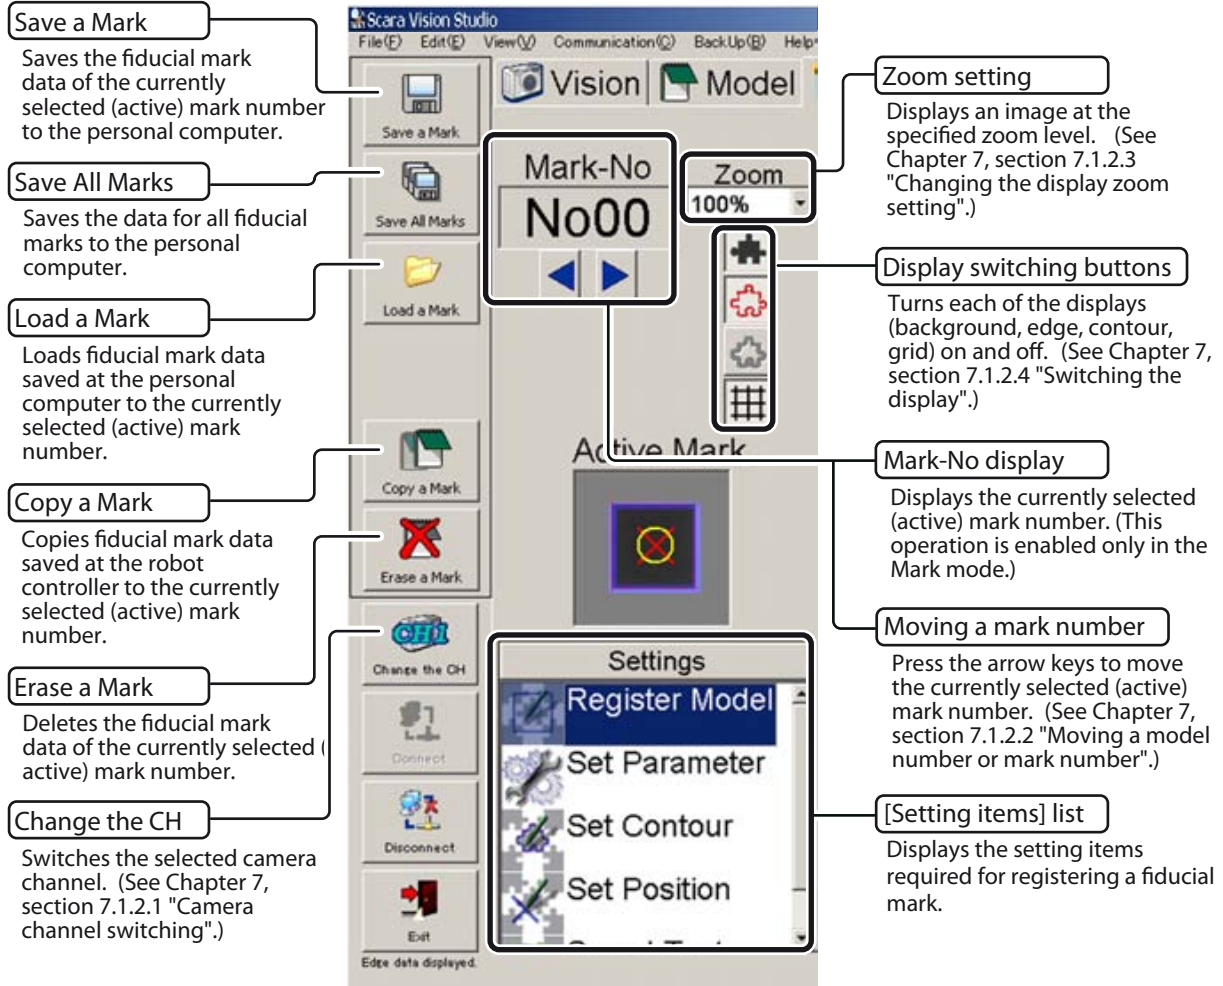 Save a Mark
Saves the fiducial mark
data of the currently
selected (active) mark number
to the personal computer.
Save All Marks
Saves the data for all fiducial
marks to the personal
computer.
Load a Mark
Loads fiducial mark data
saved at the personal
computer to the currently
selected (active) mark
number.
Copy a Mark
Copies fiducial mark data
saved at the robot
controller to the currently
selected (active) mark
number.
Erase a Mark
Deletes the fiducial mark
data of the currently selected (
active) mark number.
Change the CH
Switches the selected camera
channel. (See Chapter 7,
section 7.1.2.1 "Camera
channel switching".)
Scara Vision Studio
File(F) Edit(E) View(V) Communication(C) BackUp(B) Help
Vision Model
Save a Mark
Save All Marks
Load a Mark
Copy a Mark
Erase a Mark
CH1
Change the CH
Connect
Disconnect
Exit
Edge data displayed.
Mark-No
No00
Zoom
100%
Active Mark
Settings
Register Model
Set Parameter
Set Contour
Set Position
Zoom setting
Displays an image at the
specified zoom level. (See
Chapter 7, section 7.1.2.3
"Changing the display zoom
setting".)
Display switching buttons
Turns each of the displays
(background, edge, contour,
grid) on and off. (See Chapter 7,
section 7.1.2.4 "Switching the
display".)
Mark-No display
Displays the currently selected
(active) mark number. (This
operation is enabled only in the
Mark mode.)
Moving a mark number
Press the arrow keys to move
the currently selected (active)
mark number. (See Chapter 7,
section 7.1.2.2 "Moving a model
number or mark number".)
[Setting items] list
Displays the setting items
required for registering a fiducial
mark.